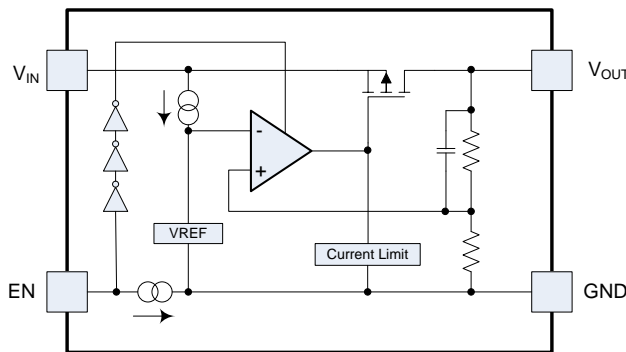 VIN
VOUT
-
+
VREF
Current Limit
EN
GND